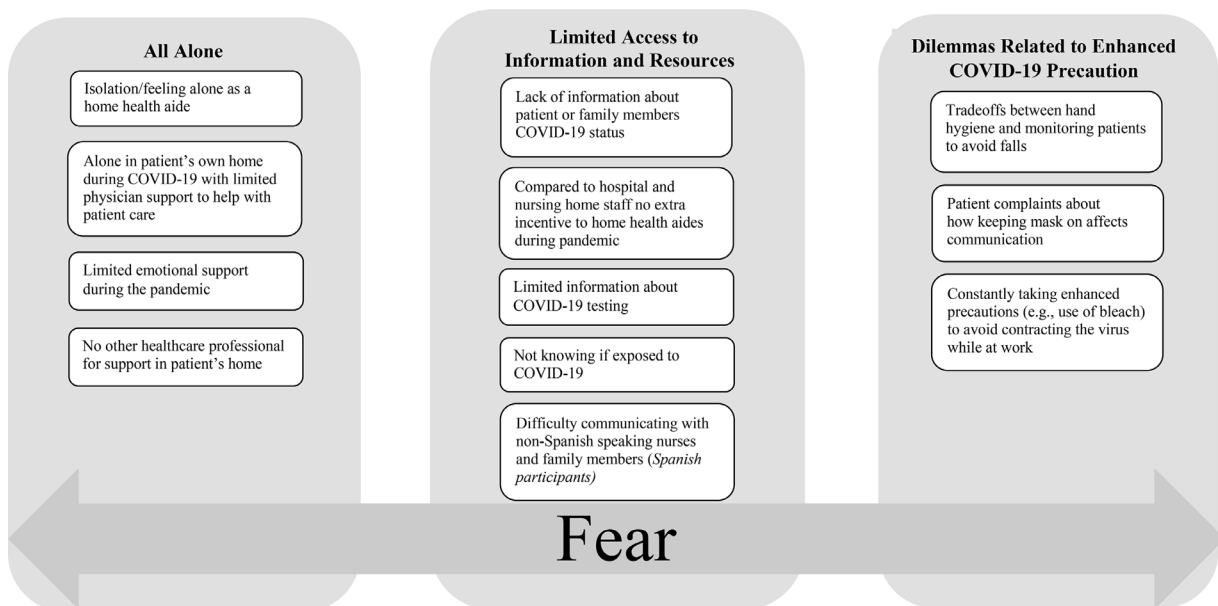 All Alone
Isolation/feeling alone as a
home health aide
Alone in patient’s own home
during COVID-19 with limited
physician support to help with
patient care
Limited emotional support
during the pandemic
No other healthcare professional
for support in patient’s home
Limited Access to
Information and Resources
Lack of information about
patient or family members
COVID-19 status
Compared to hospital and
nursing home staff no extra
incentive to home health aides
during pandemic
Limited information about
COVID-19 testing
Not knowing if exposed to
COVID-19
Difficulty communicating with
non-Spanish speaking nurses
and family members (Spanish
participants)
Dilemmas Related to Enhanced
COVID-19 Precaution
Tradeoffs between hand
hygiene and monitoring patients
to avoid falls
Patient complaints about
how keeping mask on affects
communication
Constantly taking enhanced
precautions (e.g., use of bleach)
to avoid contracting the virus
while at work
Fear